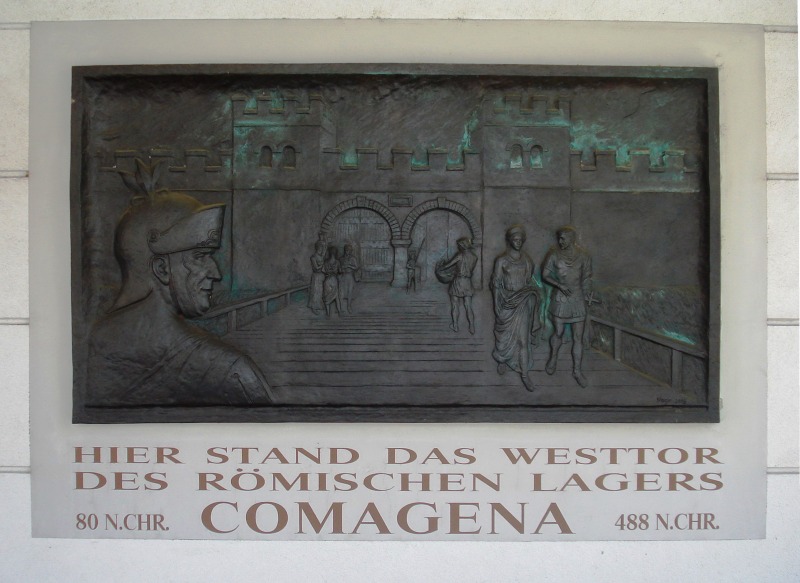 HIER STAND DAS WESTTOR
DES RÖMISCHEN LAGERS
80 N.CHR. COMAGENA 488 N.CHR.